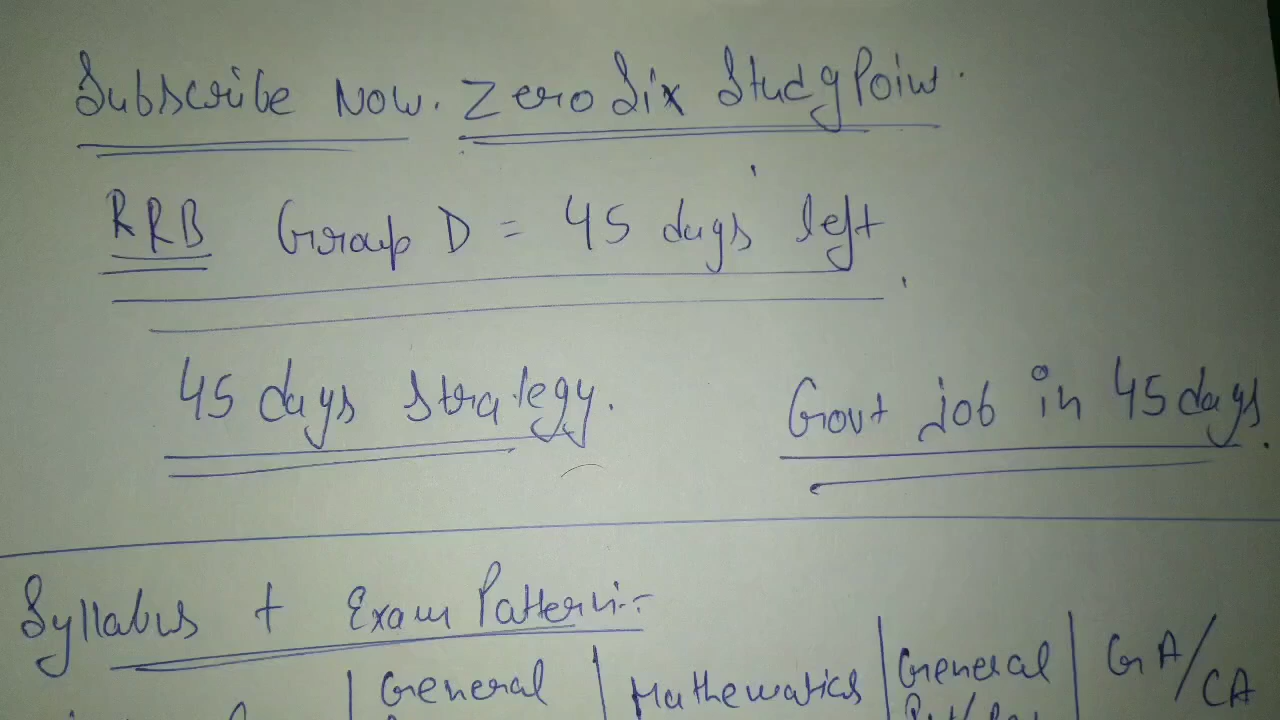 Subscribe Now. Zero Six Study Point.
RRB Group D = 45 days left
45 days strategy.
Govt job in 45 days.
Syllabus + Exam Pattern:-
General | Mathematics | General | GA/CA